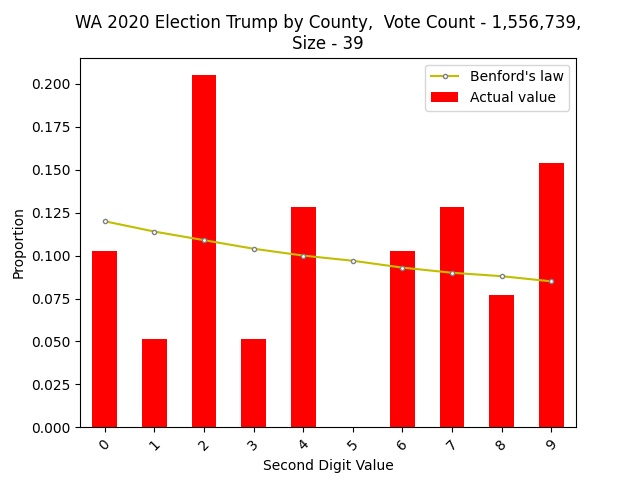 WA 2020 Election Trump by County,  Vote Count - 1,556,739,
Size - 39
Benford's law
Actual value
0.200
0.175
0.150
0.125
0.100
0.075
0.050
0.025
0.000
Proportion
0 1 2 3 4 5 6 7 8 9
Second Digit Value